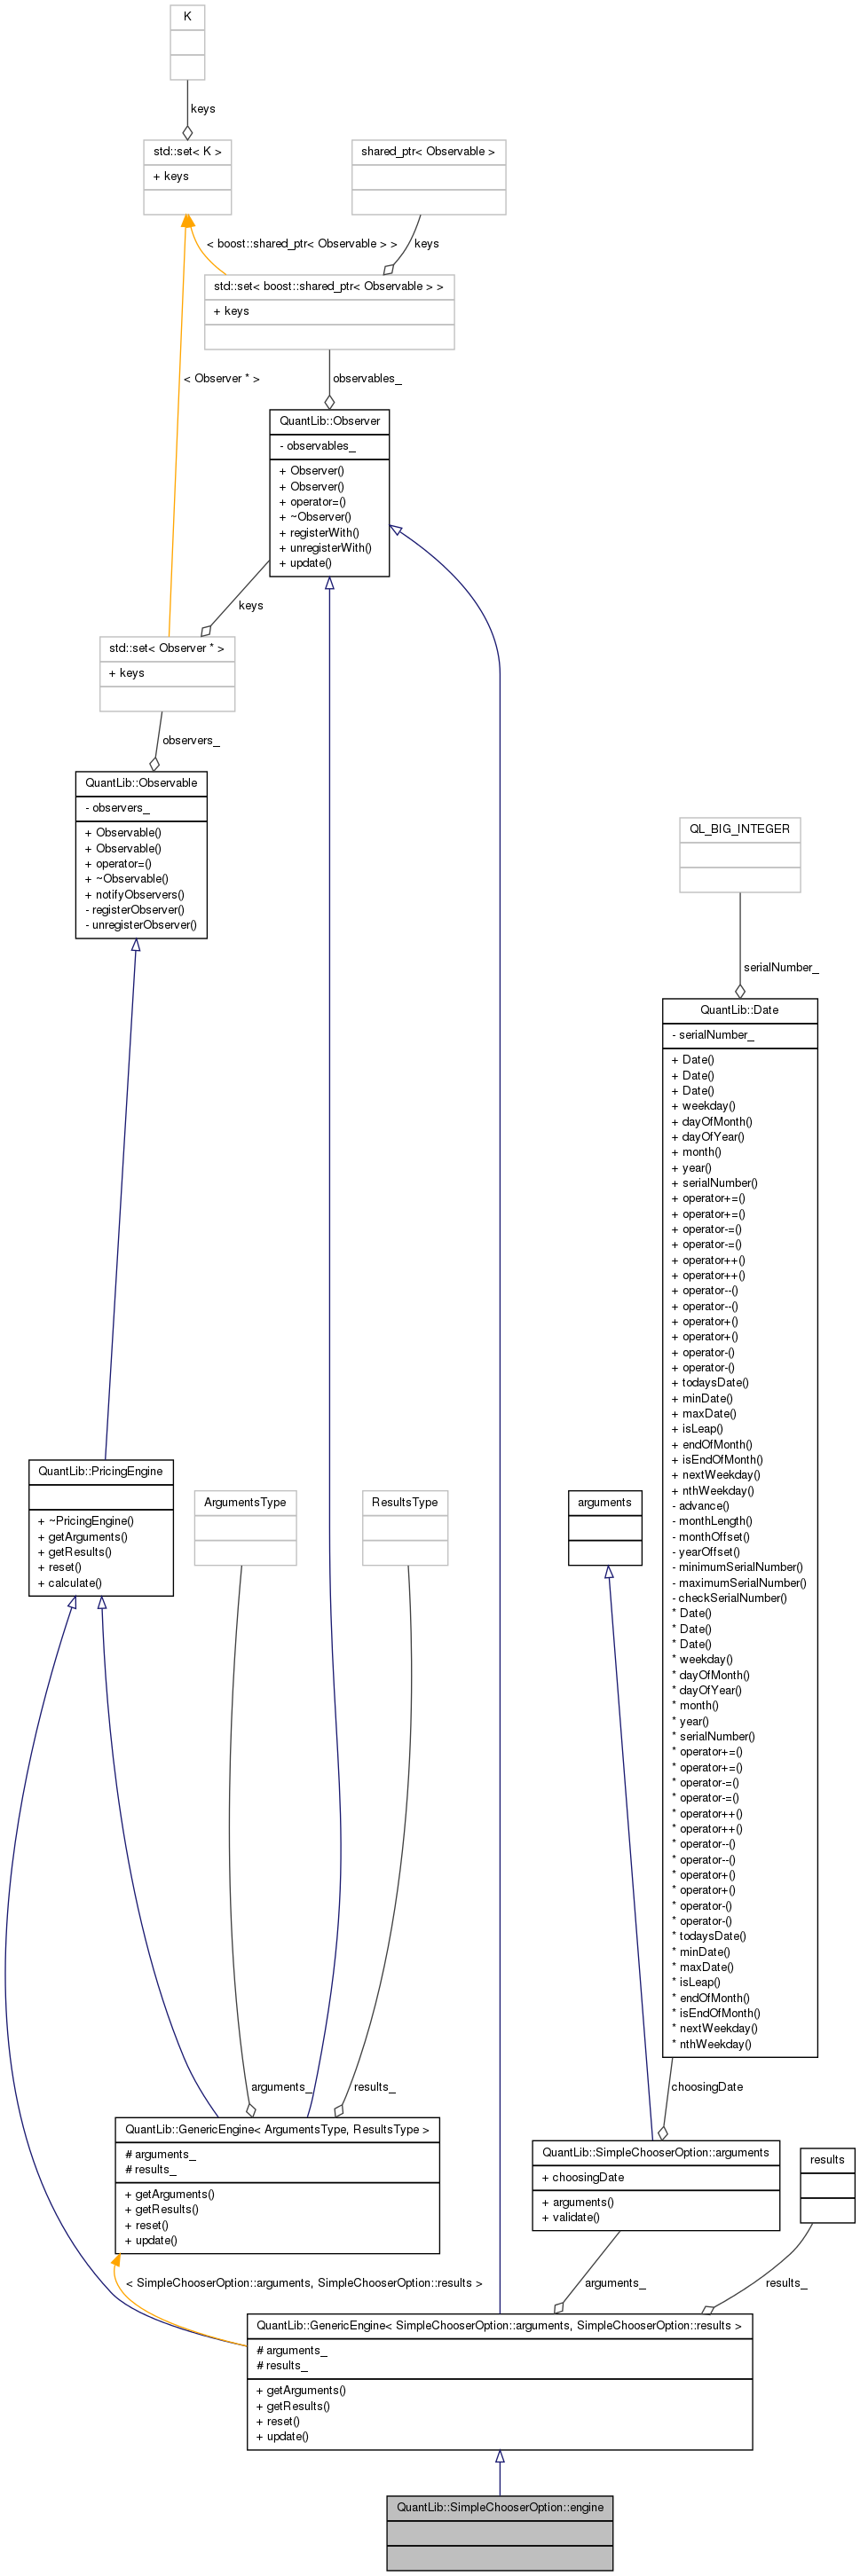 K
keys
std::set< K >
+ keys
shared_ptr< Observable >
< boost::shared_ptr< Observable > >
keys
std::set< boost::shared_ptr< Observable > >
+ keys
< Observer * >
observables_
QuantLib::Observer
- observables_
+ Observer()
+ Observer()
+ operator=()
+ ~Observer()
+ registerWith()
+ unregisterWith()
+ update()
keys
std::set< Observer * >
+ keys
observers_
QuantLib::Observable
- observers_
+ Observable()
+ Observable()
+ operator=()
+ ~Observable()
+ notifyObservers()
- registerObserver()
- unregisterObserver()
QL_BIG_INTEGER
serialNumber_
QuantLib::Date
- serialNumber_
+ Date()
+ Date()
+ Date()
+ weekday()
+ dayOfMonth()
+ dayOfYear()
+ month()
+ year()
+ serialNumber()
+ operator+=()
+ operator+=()
+ operator-=()
+ operator-=()
+ operator++()
+ operator++()
+ operator--()
+ operator--()
+ operator+()
+ operator+()
+ operator-()
+ operator-()
+ todaysDate()
+ minDate()
+ maxDate()
+ isLeap()
+ endOfMonth()
+ isEndOfMonth()
+ nextWeekday()
+ nthWeekday()
- advance()
- monthLength()
- monthOffset()
- yearOffset()
- minimumSerialNumber()
- maximumSerialNumber()
- checkSerialNumber()
* Date()
* Date()
* Date()
* weekday()
* dayOfMonth()
* dayOfYear()
* month()
* year()
* serialNumber()
* operator+=()
* operator+=()
* operator-=()
* operator-=()
* operator++()
* operator++()
* operator--()
* operator--()
* operator+()
* operator+()
* operator-()
* operator-()
* todaysDate()
* minDate()
* maxDate()
* isLeap()
* endOfMonth()
* isEndOfMonth()
* nextWeekday()
* nthWeekday()
QuantLib::PricingEngine
+ ~PricingEngine()
+ getArguments()
+ getResults()
+ reset()
+ calculate()
ArgumentsType
ResultsType
arguments
arguments_
results_
choosingDate
QuantLib::GenericEngine< ArgumentsType, ResultsType >
# arguments_
# results_
+ getArguments()
+ getResults()
+ reset()
+ update()
QuantLib::SimpleChooserOption::arguments
+ choosingDate
+ arguments()
+ validate()
results
< SimpleChooserOption::arguments, SimpleChooserOption::results >
arguments_
results_
QuantLib::GenericEngine< SimpleChooserOption::arguments, SimpleChooserOption::results >
# arguments_
# results_
+ getArguments()
+ getResults()
+ reset()
+ update()
QuantLib::SimpleChooserOption::engine